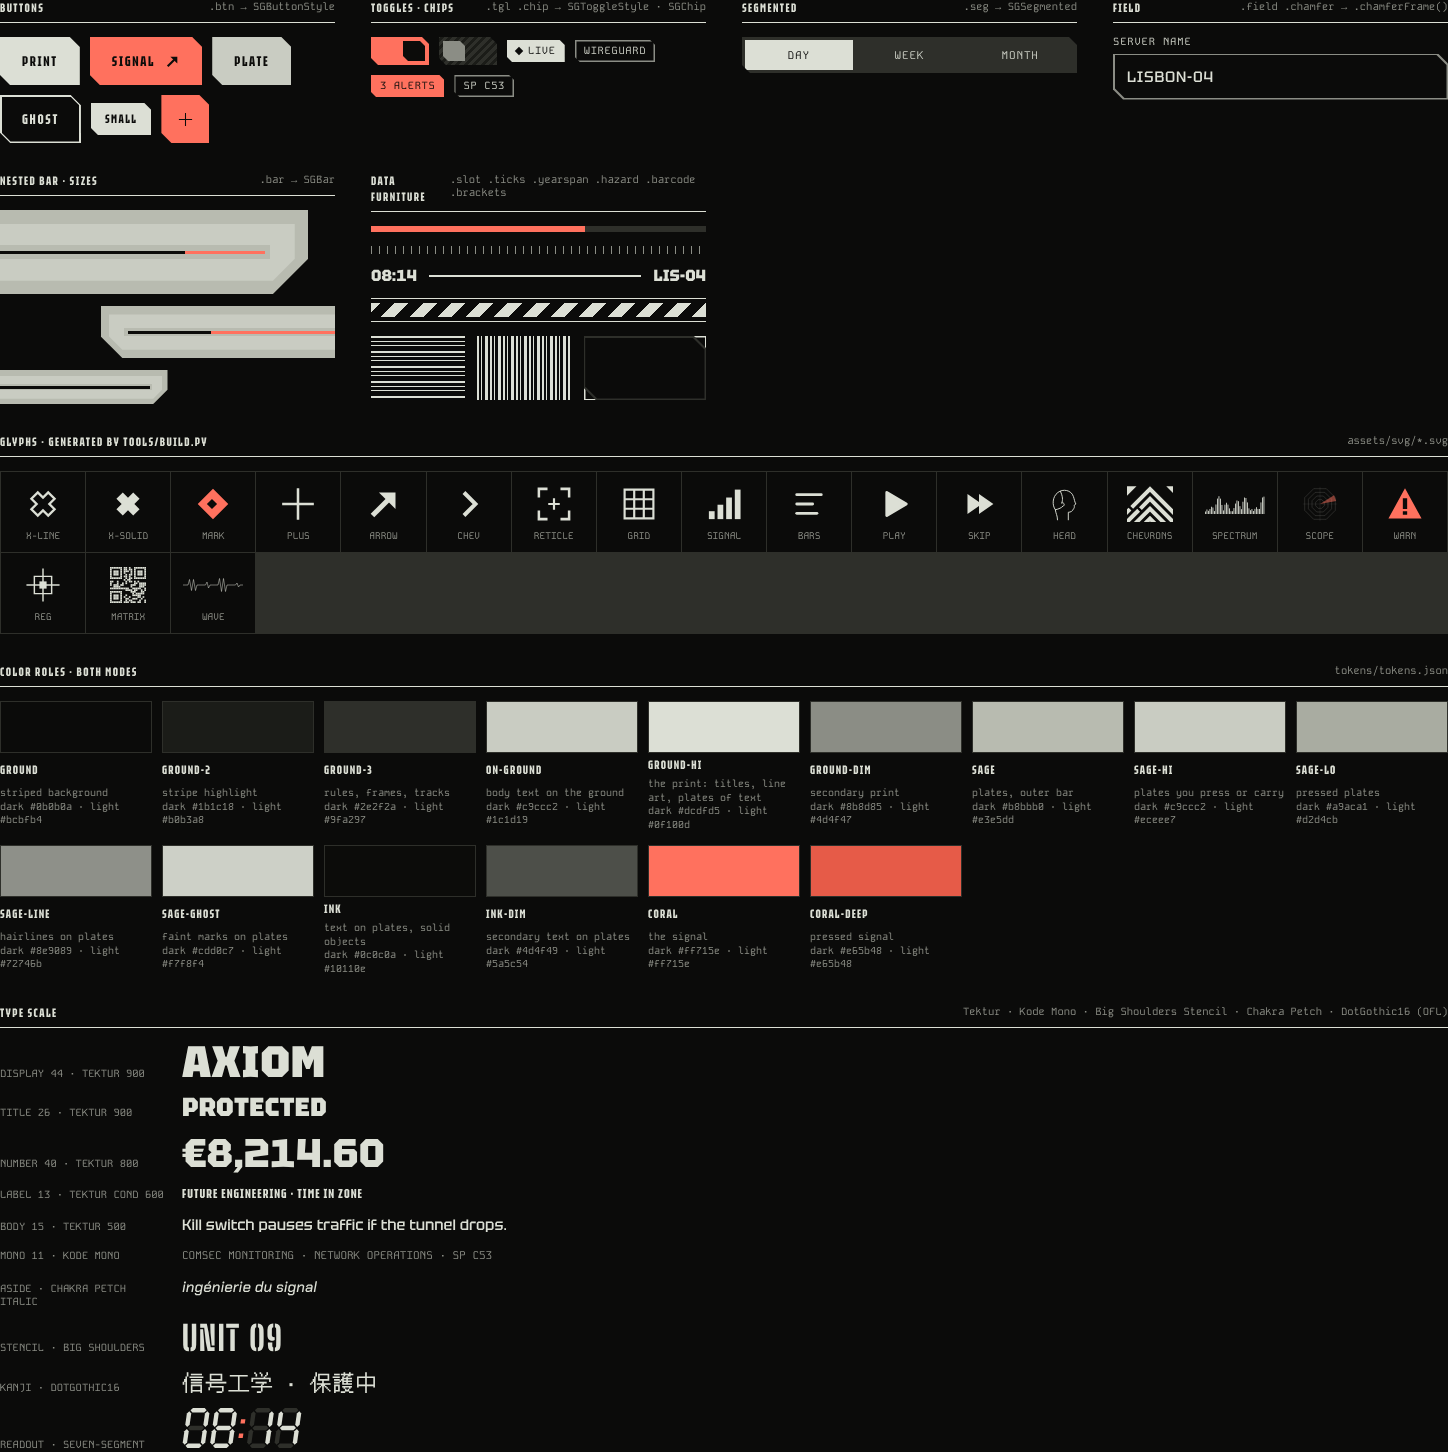 BUTTONS
.btn → SGButtonStyle
TOGGLES · CHIPS
.tgl .chip → SGToggleStyle · SGChip
SEGMENTED
.seg → SGSegmented
FIELD
.field .chamfer → .chamferFrame()
PRINT
SIGNAL ↗
PLATE
GHOST
SMALL
+
◆ LIVE
WIREGUARD
3 ALERTS
SP C53
DAY
WEEK
MONTH
SERVER NAME
LISBON-04
NESTED BAR · SIZES
.bar → SGBar
DATA
FURNITURE
.slot .ticks .yearspan .hazard .barcode
.brackets
08:14
LIS-04
GLYPHS · GENERATED BY TOOLS/BUILD.PY
assets/svg/*.svg
X-LINE
X-SOLID
MARK
PLUS
ARROW
CHEV
RETICLE
GRID
SIGNAL
BARS
PLAY
SKIP
HEAD
CHEVRONS
SPECTRUM
SCOPE
WARN
REG
MATRIX
WAVE
COLOR ROLES · BOTH MODES
tokens/tokens.json
GROUND
striped background
dark #0b0b0a · light
#bcbfb4
GROUND-2
stripe highlight
dark #1b1c18 · light
#b0b3a8
GROUND-3
rules, frames, tracks
dark #2e2f2a · light
#9fa297
ON-GROUND
body text on the ground
dark #c9ccc2 · light
#1c1d19
GROUND-HI
the print: titles, line
art, plates of text
dark #dcdfd5 · light
#0f100d
GROUND-DIM
secondary print
dark #8b8d85 · light
#4d4f47
SAGE
plates, outer bar
dark #b8bbb0 · light
#e3e5dd
SAGE-HI
plates you press or carry
dark #c9ccc2 · light
#eceee7
SAGE-LO
pressed plates
dark #a9aca1 · light
#d2d4cb
SAGE-LINE
hairlines on plates
dark #8e9089 · light
#72746b
SAGE-GHOST
faint marks on plates
dark #cdd0c7 · light
#f7f8f4
INK
text on plates, solid
objects
dark #0c0c0a · light
#10110e
INK-DIM
secondary text on plates
dark #4d4f49 · light
#5a5c54
CORAL
the signal
dark #ff715e · light
#ff715e
CORAL-DEEP
pressed signal
dark #e65b48 · light
#e65b48
TYPE SCALE
Tektur · Kode Mono · Big Shoulders Stencil · Chakra Petch · DotGothic16 (OFL)
DISPLAY 44 · TEKTUR 900
AXIOM
TITLE 26 · TEKTUR 900
PROTECTED
NUMBER 40 · TEKTUR 800
€8,214.60
LABEL 13 · TEKTUR COND 600
FUTURE ENGINEERING · TIME IN ZONE
BODY 15 · TEKTUR 500
Kill switch pauses traffic if the tunnel drops.
MONO 11 · KODE MONO
COMSEC MONITORING · NETWORK OPERATIONS · SP C53
ASIDE · CHAKRA PETCH
ITALIC
ingénierie du signal
STENCIL · BIG SHOULDERS
UNIT 09
KANJI · DOTGOTHIC16
信号工学 · 保護中
READOUT · SEVEN-SEGMENT
08:14